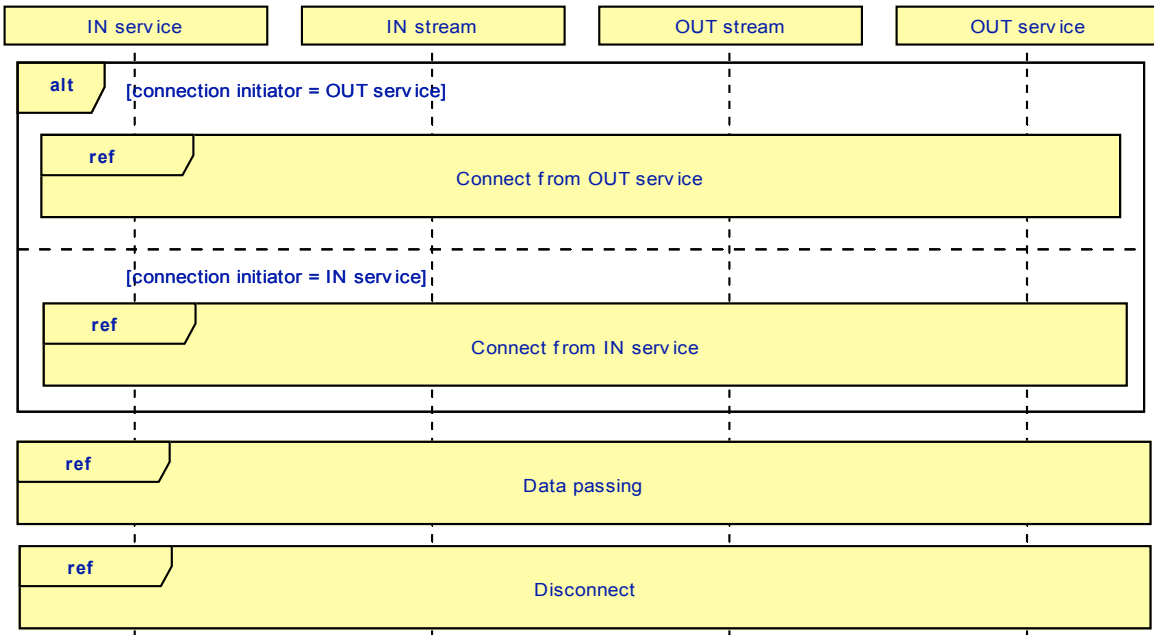 IN service
IN stream
OUT stream
OUT service
alt
[connection initiator = OUT service]
ref
Connect from OUT service
[connection initiator = IN service]
ref
Connect from IN service
ref
Data passing
ref
Disconnect